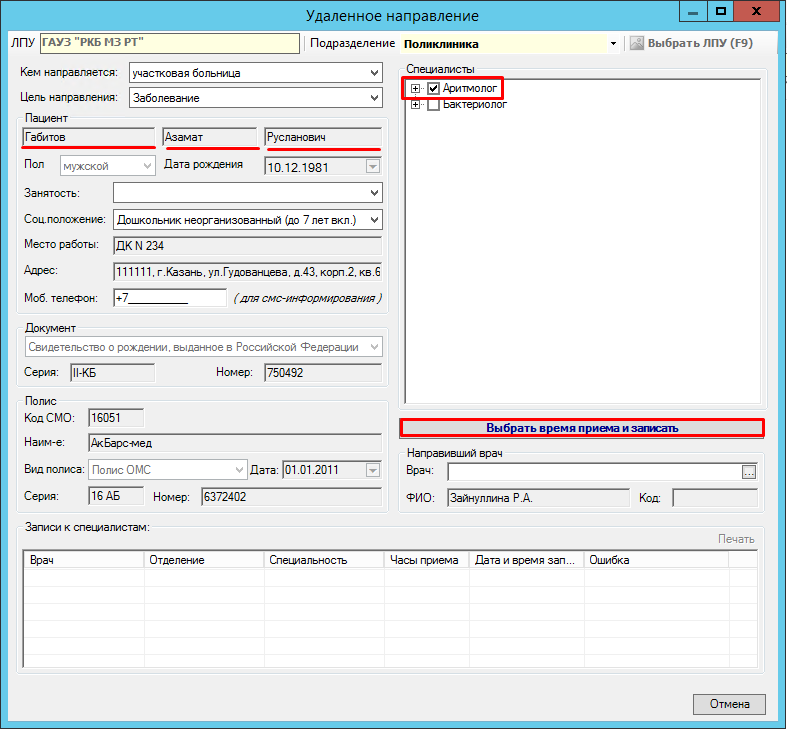 Удаленное направление
ЛПУ ГАУЗ "РКБ МЗ РТ" Подразделение Поликлиника Выбрать ЛПУ (F9)
Кем направляется: участковая больница
Цель направления: Заболевание
Пациент
Габитов Азамат Русланович
Пол мужской Дата рождения 10.12.1981
Занятость:
Соц.положение: Дошкольник неорганизованный (до 7 лет вкл.)
Место работы: ДК N 234
Адрес: 111111, г.Казань, ул.Гудованцева, д.43, корп.2, кв.6
Моб. телефон: +7__________ ( для смс-информирования )
Документ
Свидетельство о рождении, выданное в Российской Федерации
Серия: II-КБ Номер: 750492
Полис
Код СМО: 16051
Наим-е: АкБарс-мед
Вид полиса: Полис ОМС Дата: 01.01.2011
Серия: 16 АБ Номер: 6372402
Специалисты
Аритмолог
Бактериолог
Выбрать время приема и записать
Направивший врач
Врач: ...
ФИО: Зайнуллина Р.А. Код:
Записи к специалистам:
Печать
Врач Отделение Специальность Часы приема Дата и время зап... Ошибка
Отмена